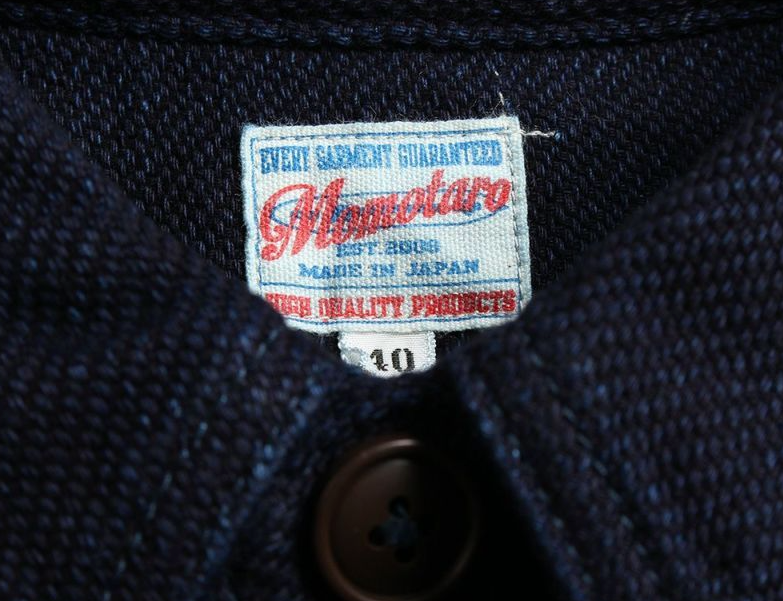 EVERY GARMENT GUARANTEED
Momotaro
EST.2006
MADE IN JAPAN
HIGH QUALITY PRODUCTS
40